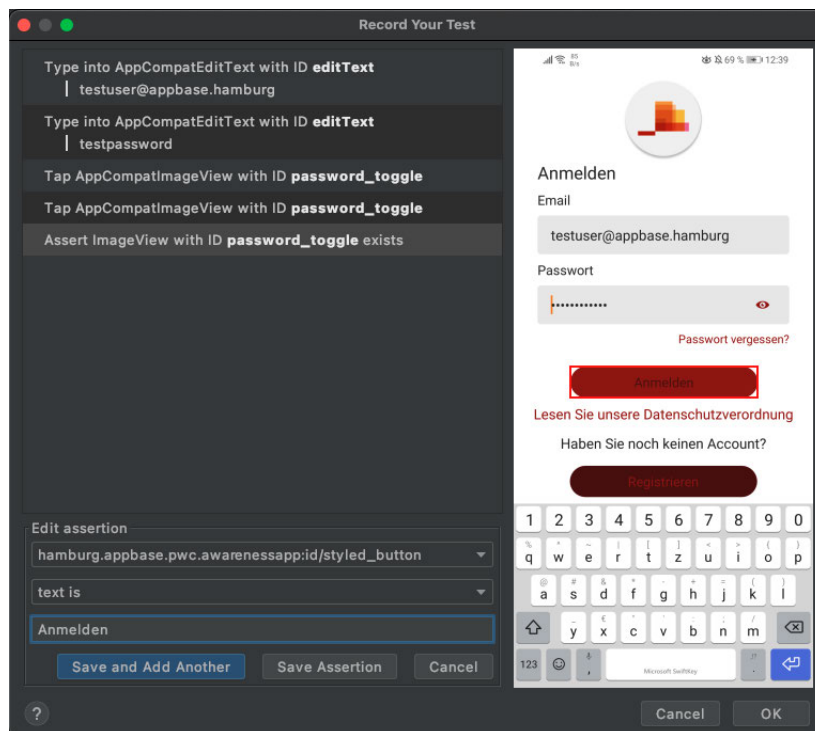 Record Your Test
Type into AppCompatEditText with ID editText
testuser@appbase.hamburg
Type into AppCompatEditText with ID editText
testpassword
Tap AppCompatImageView with ID password_toggle
Tap AppCompatImageView with ID password_toggle
Assert ImageView with ID password_toggle exists
Edit assertion
hamburg.appbase.pwc.awarenessapp:id/styled_button
text is
Anmelden
Save and Add Another Save Assertion Cancel
85 B/s 69 % 12:39
Anmelden
Email
testuser@appbase.hamburg
Passwort
••••••••••••
Passwort vergessen?
Anmelden
Lesen Sie unsere Datenschutzverordnung
Haben Sie noch keinen Account?
Registrieren
1 2 3 4 5 6 7 8 9 0
q w e r t z u i o p
a s d f g h j k l
y x c v b n m
123 , Microsoft SwiftKey .
? Cancel OK